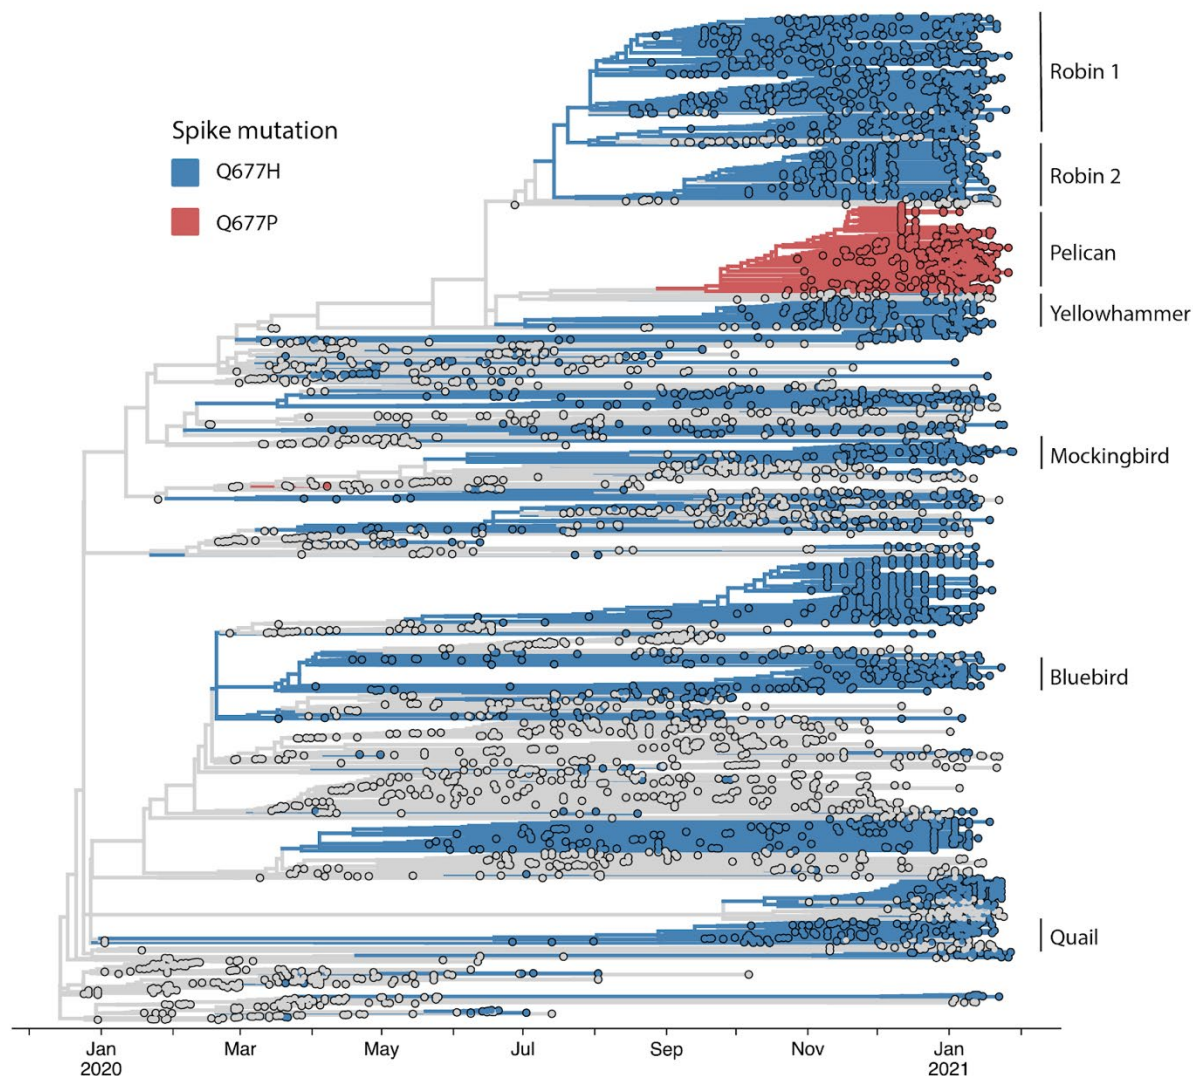 Spike mutation
Q677H
Q677P
Robin 1
Robin 2
Pelican
Yellowhammer
Mockingbird
Bluebird
Quail
Jan Mar May Jul Sep Nov Jan
2020 2021